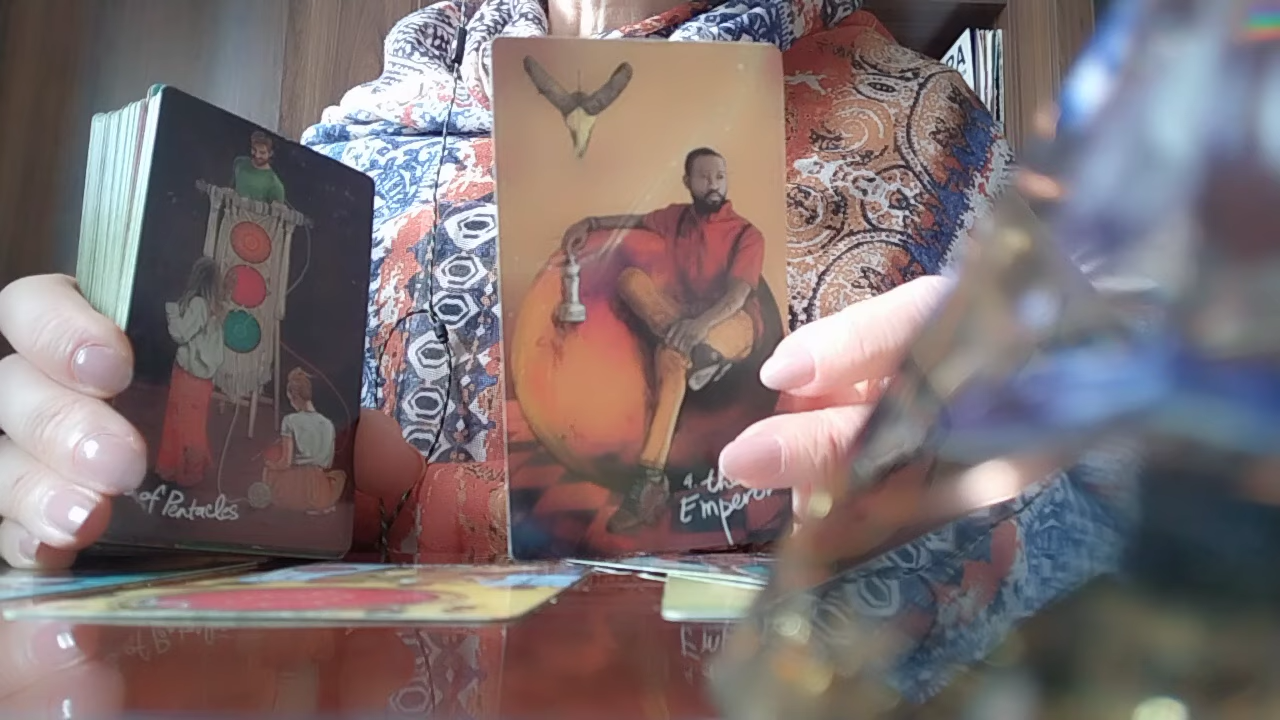 of Pentacles
4. the
Emperor